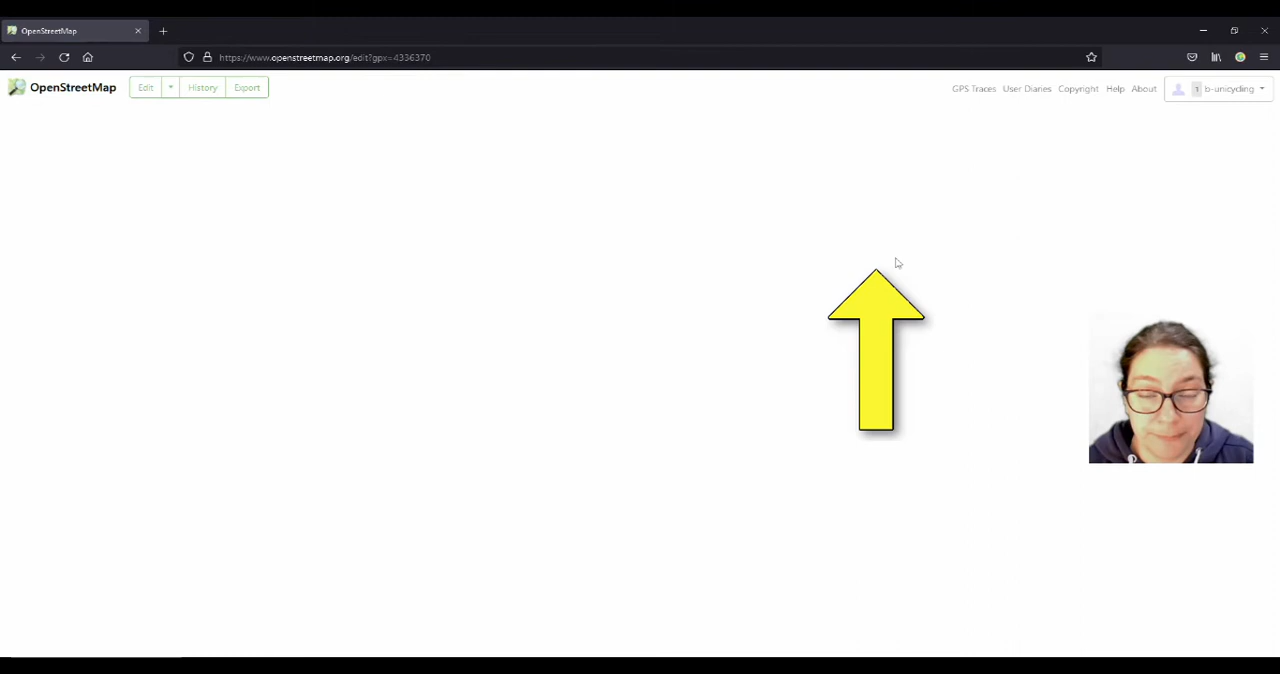 OpenStreetMap
https://www.openstreetmap.org/edit?gpx=4336370
OpenStreetMap Edit History Export GPS Traces User Diaries Copyright Help About 1 b-unicycling